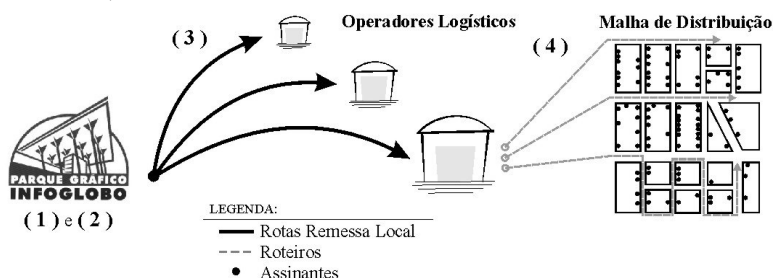 Operadores Logísticos
Malha de Distribuição
( 3 )
( 4 )
PARQUE GRÁFICO
INFOGLOBO
( 1 ) e ( 2 )
LEGENDA:
Rotas Remessa Local
Roteiros
Assinantes